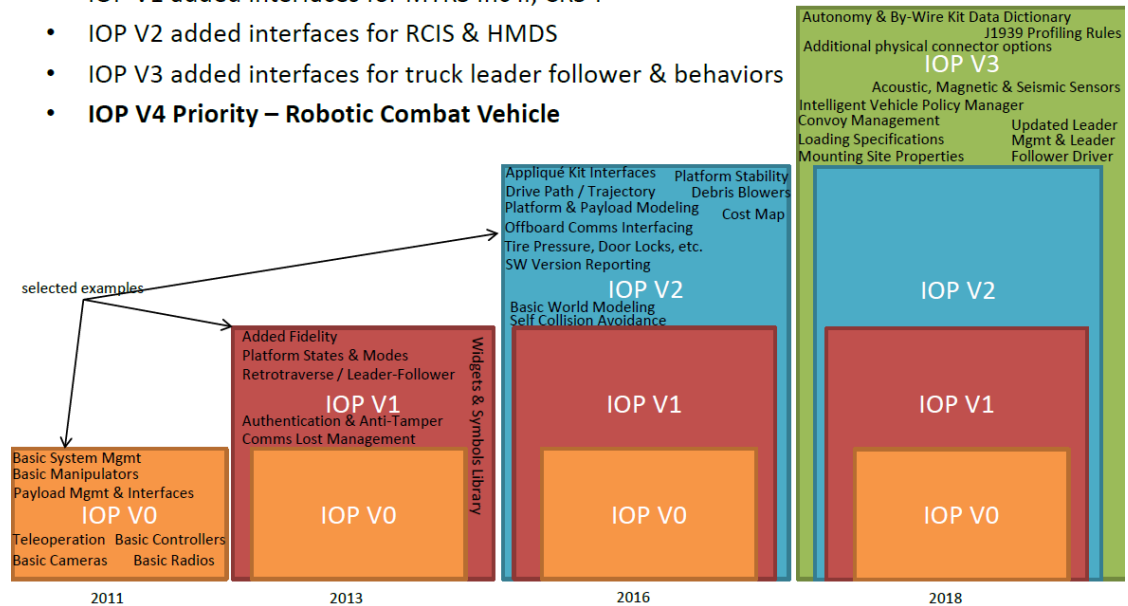 IOP V1 added interfaces for
• IOP V2 added interfaces for RCIS & HMDS
• IOP V3 added interfaces for truck leader follower & behaviors
• IOP V4 Priority – Robotic Combat Vehicle
Autonomy & By-Wire Kit Data Dictionary
J1939 Profiling Rules
Additional physical connector options
IOP V3
Acoustic, Magnetic & Seismic Sensors
Intelligent Vehicle Policy Manager
Convoy Management
Loading Specifications
Mounting Site Properties
Updated Leader
Mgmt & Leader
Follower Driver
Appliqué Kit Interfaces
Platform Stability
Drive Path / Trajectory
Debris Blowers
Platform & Payload Modeling
Cost Map
Offboard Comms Interfacing
Tire Pressure, Door Locks, etc.
SW Version Reporting
IOP V2
Basic World Modeling
Self Collision Avoidance
IOP V2
selected examples
Added Fidelity
Platform States & Modes
Retrotraverse / Leader-Follower
IOP V1
Authentication & Anti-Tamper
Comms Lost Management
Widgets & Symbols Library
IOP V1
IOP V1
Basic System Mgmt
Basic Manipulators
Payload Mgmt & Interfaces
IOP V0
Teleoperation Basic Controllers
Basic Cameras Basic Radios
IOP V0
IOP V0
IOP V0
2011
2013
2016
2018